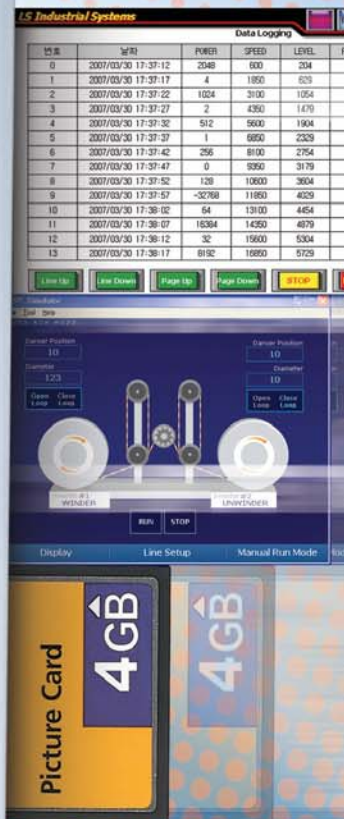 LS Industrial Systems
Data Logging
번호 날자 POWER SPEED LEVEL
0 2007/03/30 17:37:12 2048 600 204
1 2007/03/30 17:37:17 4 1850 629
2 2007/03/30 17:37:22 1024 3100 1054
3 2007/03/30 17:37:27 2 4350 1479
4 2007/03/30 17:37:32 512 5600 1904
5 2007/03/30 17:37:37 1 6850 2329
6 2007/03/30 17:37:42 256 8100 2754
7 2007/03/30 17:37:47 0 9350 3179
8 2007/03/30 17:37:52 128 10600 3604
9 2007/03/30 17:37:57 -32768 11850 4029
10 2007/03/30 17:38:02 64 13100 4454
11 2007/03/30 17:38:07 16384 14350 4879
12 2007/03/30 17:38:12 32 15600 5304
13 2007/03/30 17:38:17 8192 16850 5729
Line Up Line Down Page Up Page Down STOP
Tool Help
Dancer Position Dancer Position
10 10
Diameter Diameter
123 10
Open Loop Close Loop Open Loop Close Loop
#1 #2
WINDER UNWINDER
RUN STOP
Display Line Setup Manual Run Mode
Picture Card
4GB
4GB